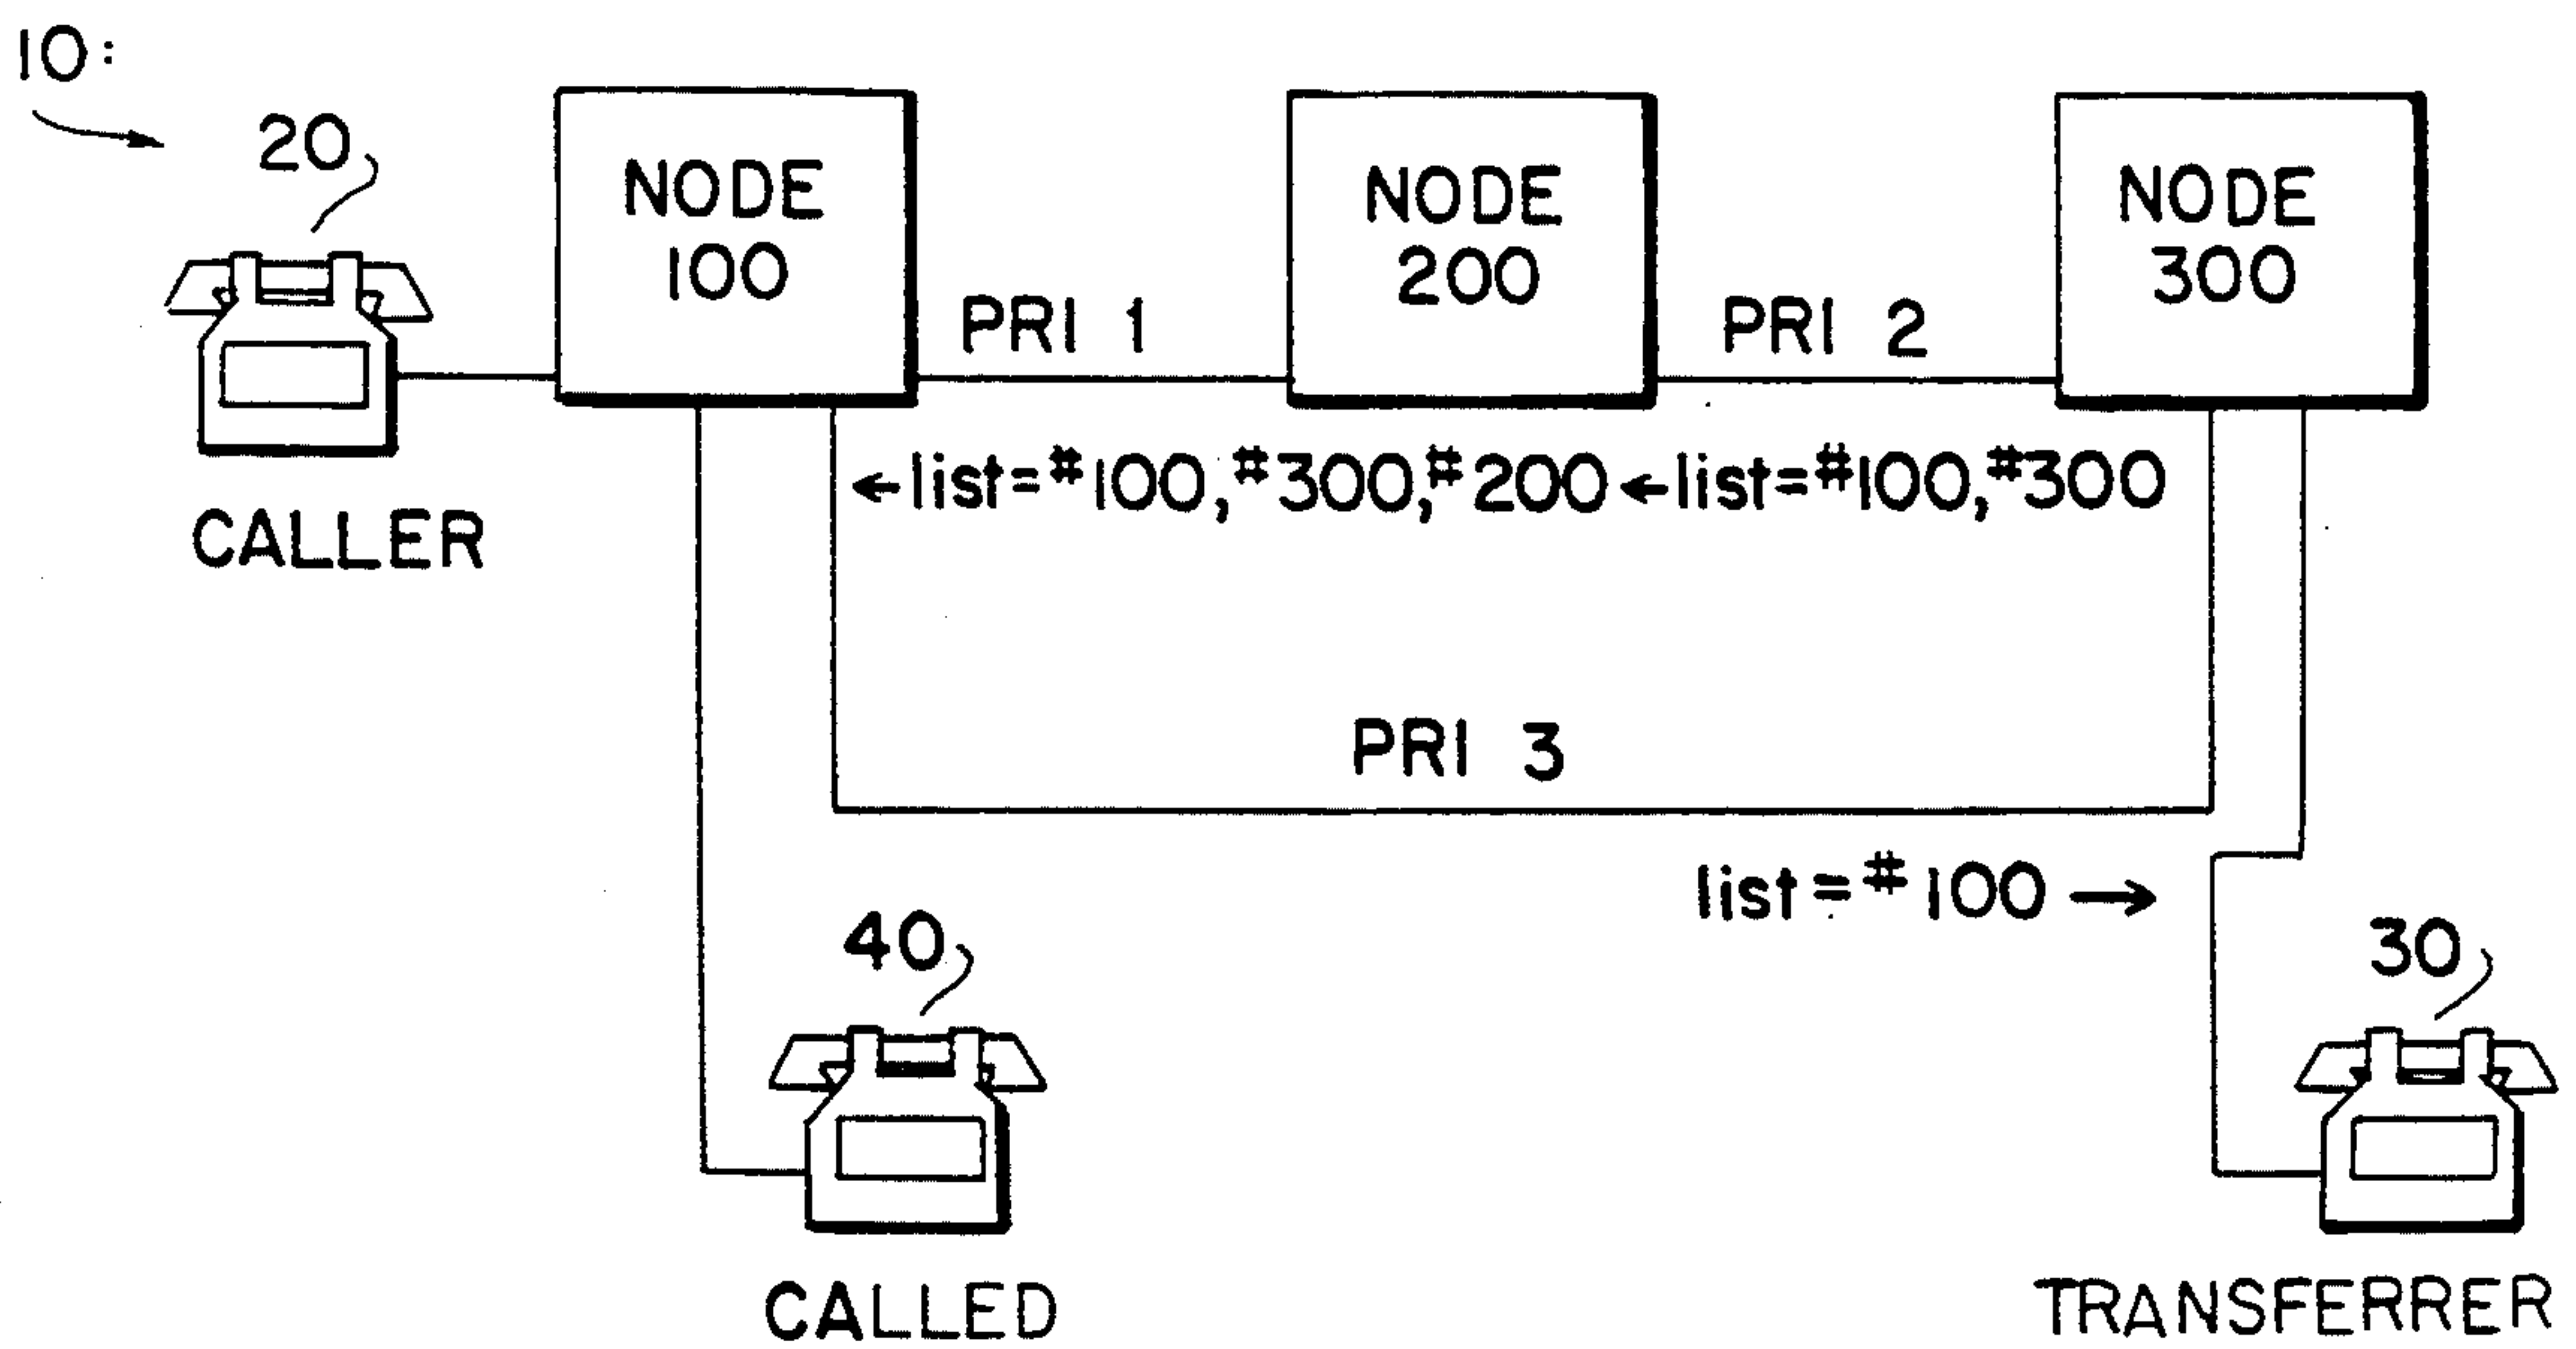 10:
20
NODE
100
NODE
200
NODE
300
PRI 1
PRI 2
←list=#100,#300,#200←list=#100,#300
CALLER
PRI 3
list=#100→
40
30
CALLED
TRANSFERRER